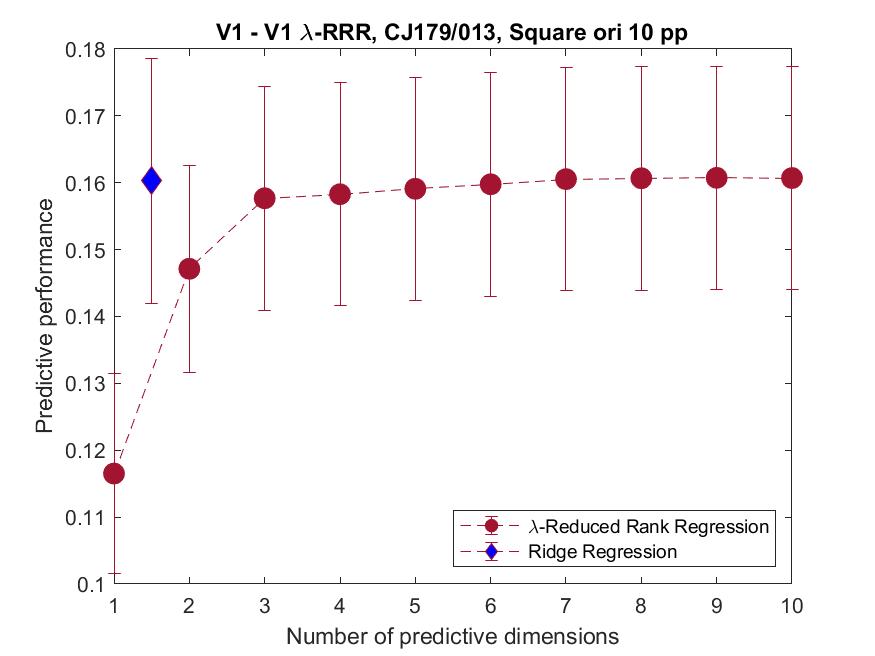 V1 - V1 λ-RRR, CJ179/013, Square ori 10 pp
0.18
0.17
0.16
0.15
0.14
0.13
0.12
0.11
0.1
Predictive performance
1 2 3 4 5 6 7 8 9 10
Number of predictive dimensions
λ-Reduced Rank Regression
Ridge Regression